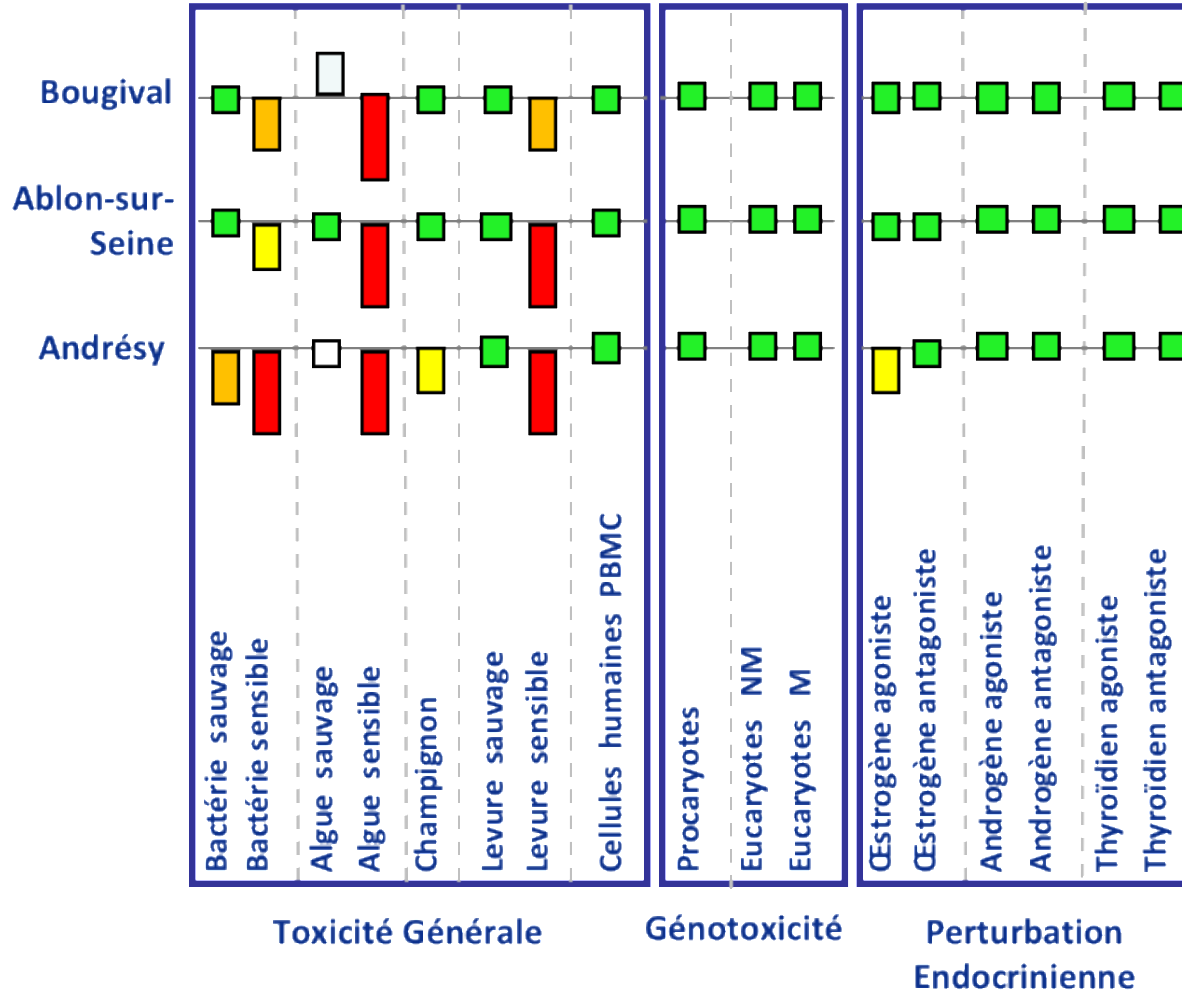 Bougival
Ablon-sur-
Seine
Andrésy
Bactérie sauvage
Bactérie sensible
Algue sauvage
Algue sensible
Champignon
Levure sauvage
Levure sensible
Cellules humaines PBMC
Procaryotes
Eucaryotes NM
Eucaryotes M
Œstrogène agoniste
Œstrogène antagoniste
Androgène agoniste
Androgène antagoniste
Thyroïdien agoniste
Thyroïdien antagoniste
Toxicité Générale
Génotoxicité
Perturbation
Endocrinienne